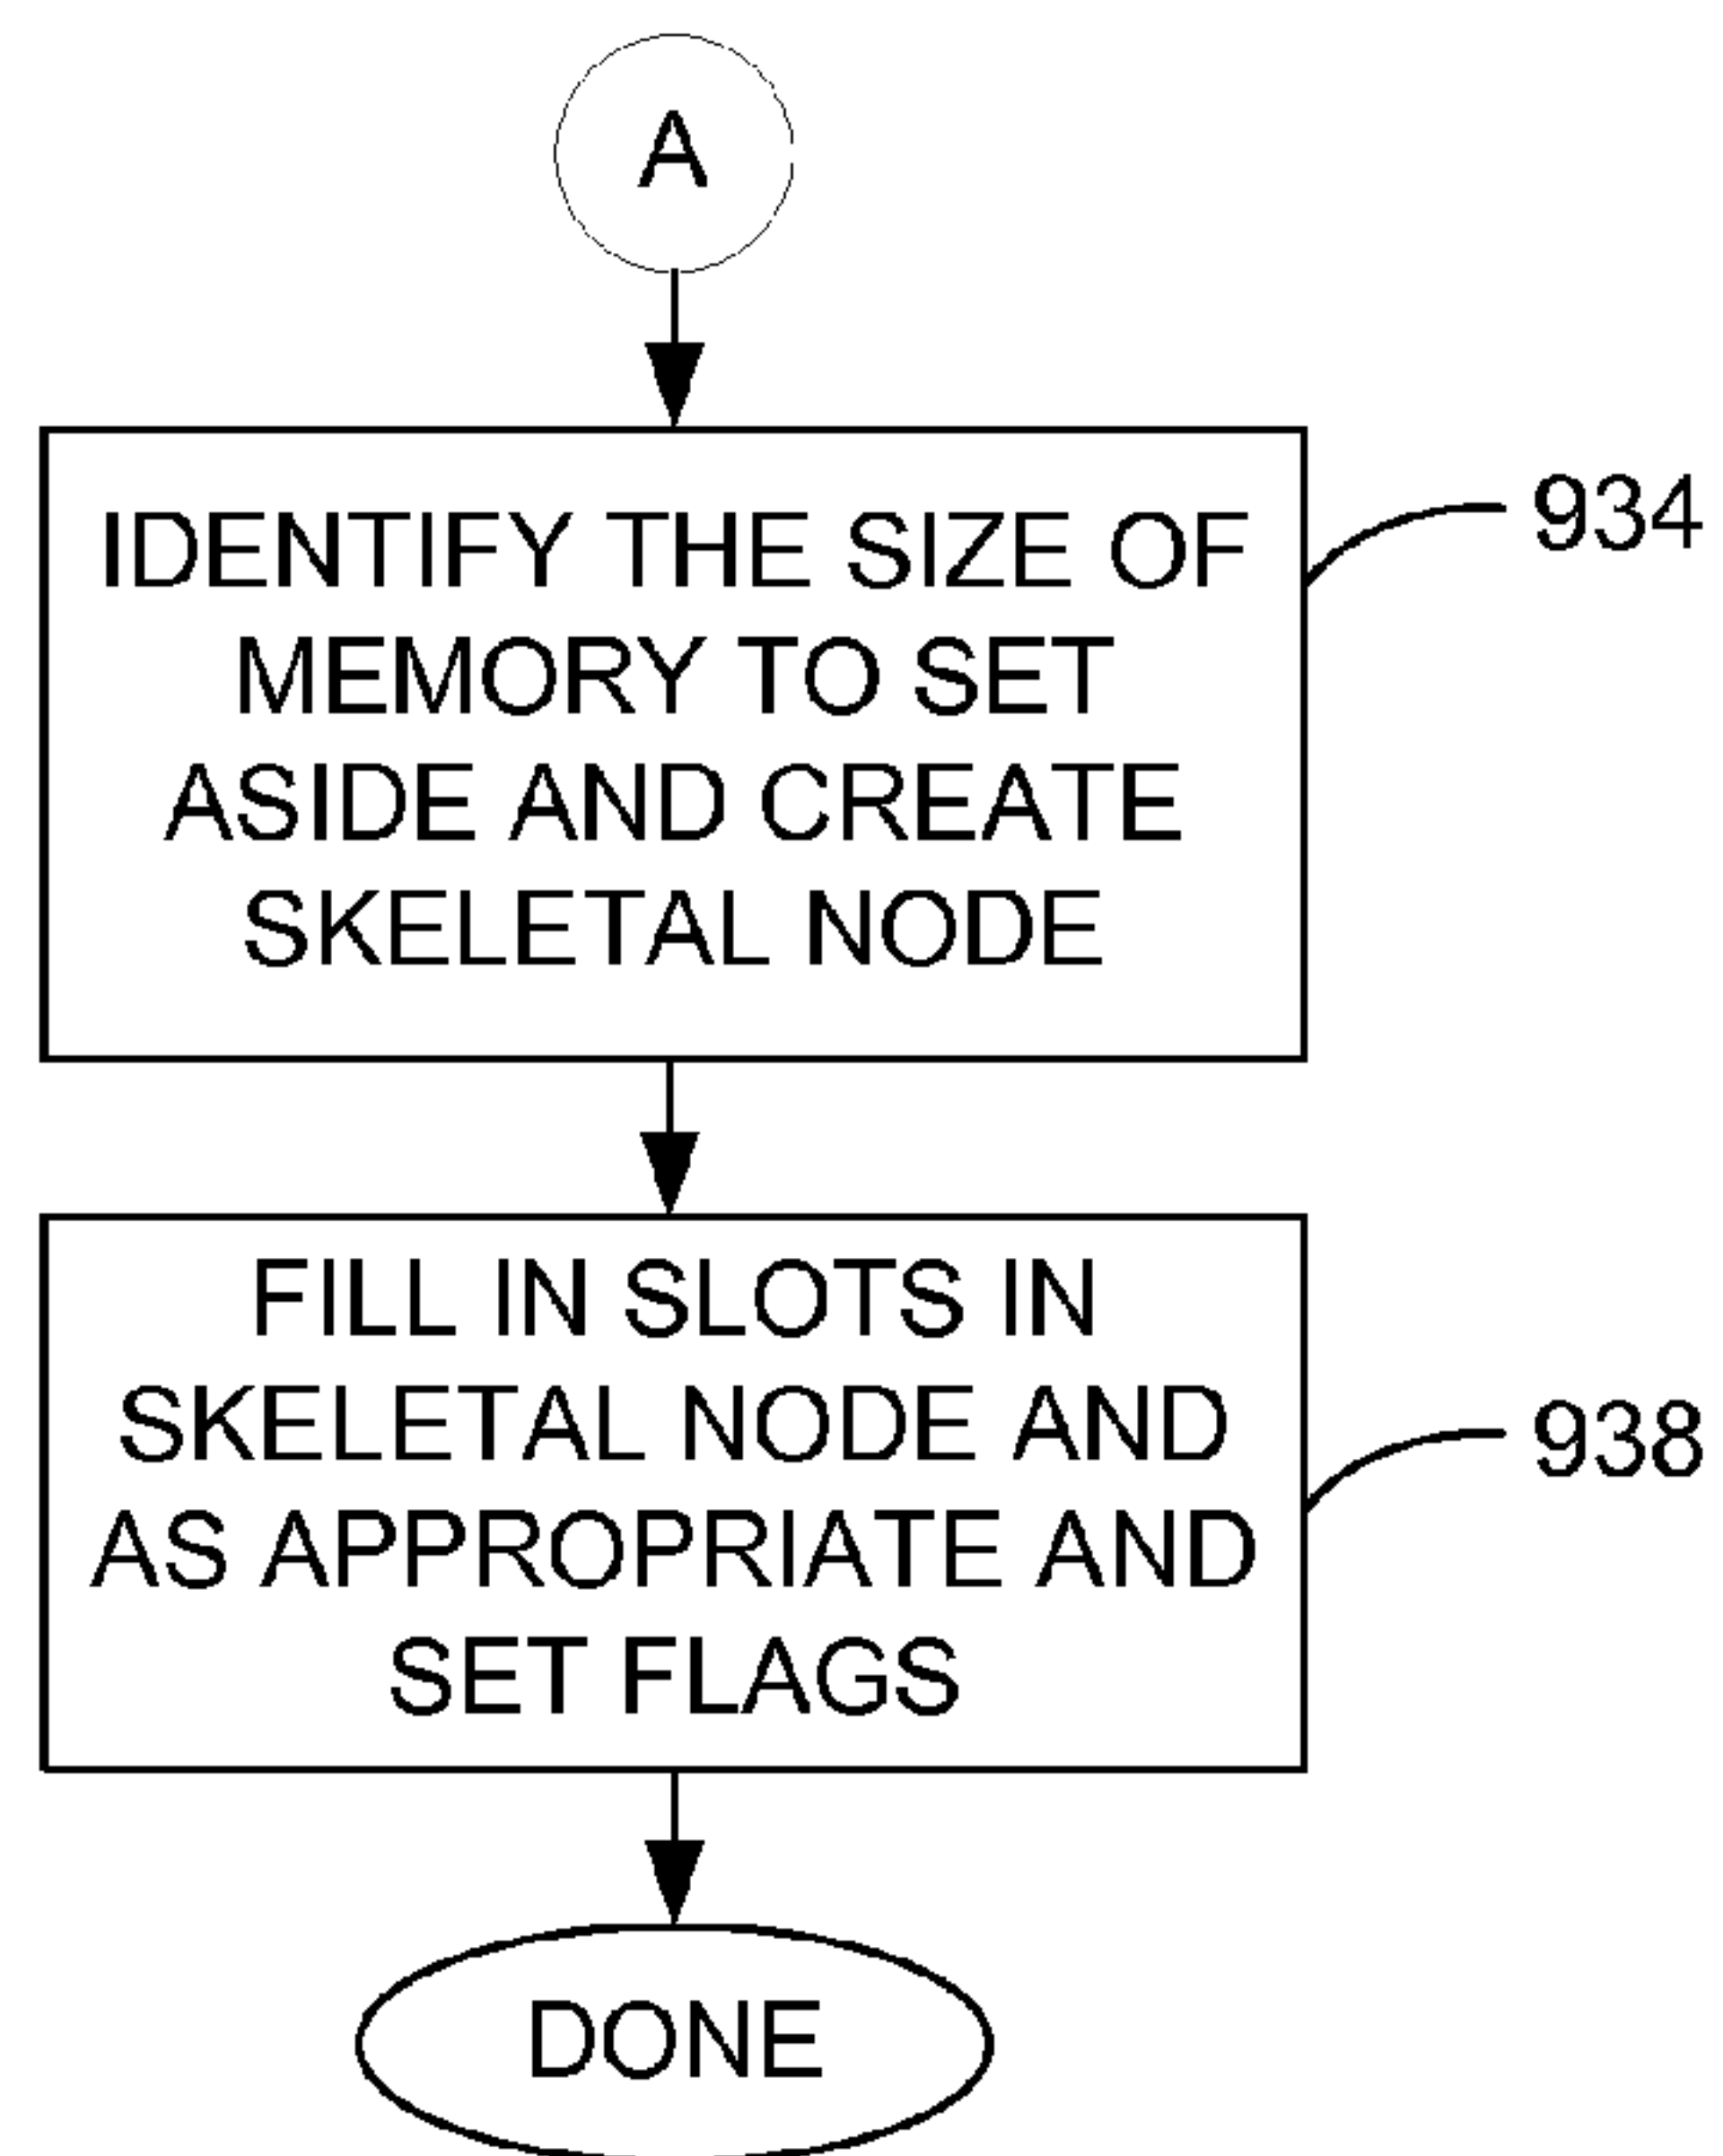 A
IDENTIFY THE SIZE OF
MEMORY TO SET
ASIDE AND CREATE
SKELETAL NODE
934
FILL IN SLOTS IN
SKELETAL NODE AND
AS APPROPRIATE AND
SET FLAGS
938
DONE